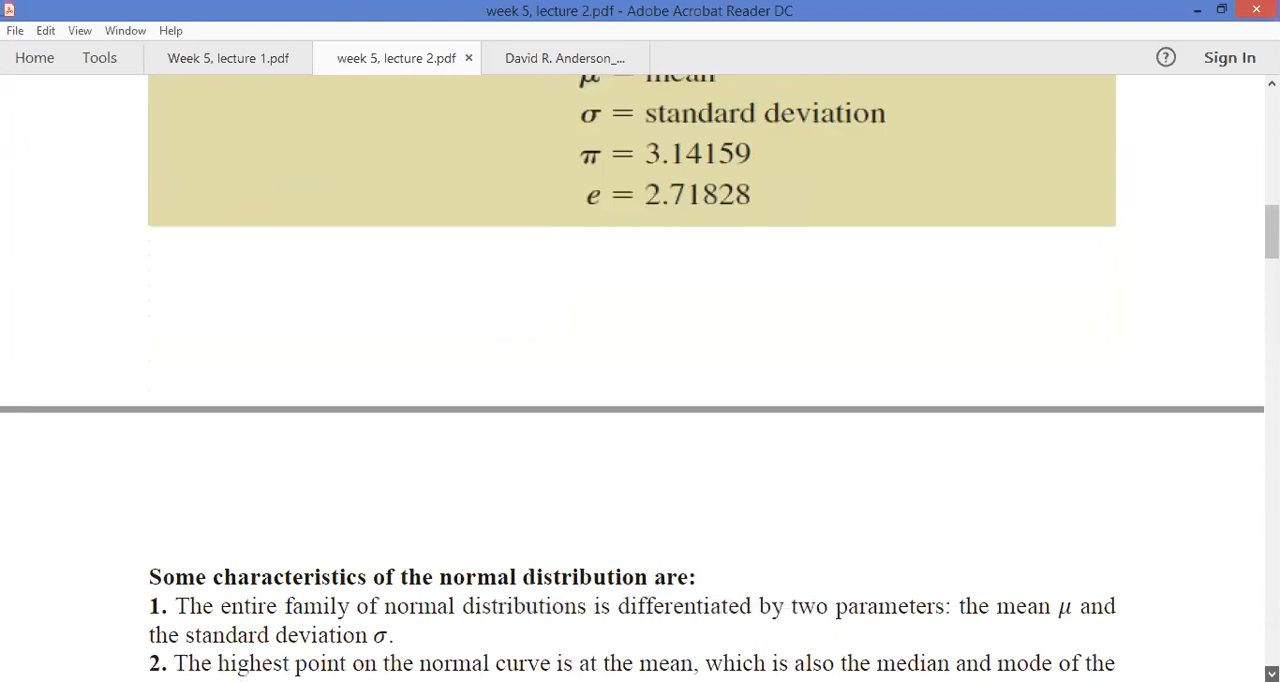 week 5, lecture 2.pdf - Adobe Acrobat Reader DC
File Edit View Window Help
Home Tools Week 5, lecture 1.pdf week 5, lecture 2.pdf × David R. Anderson_... ? Sign In
μ = mean
σ = standard deviation
π = 3.14159
e = 2.71828
Some characteristics of the normal distribution are:
1. The entire family of normal distributions is differentiated by two parameters: the mean μ and
the standard deviation σ.
2. The highest point on the normal curve is at the mean, which is also the median and mode of the